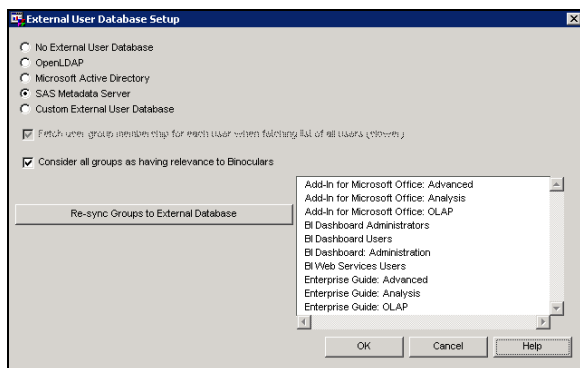 External User Database Setup
No External User Database
OpenLDAP
Microsoft Active Directory
SAS Metadata Server
Custom External User Database
Fetch user group membership for each user when fetching list of all users (slower)
Consider all groups as having relevance to Binoculars
Re-sync Groups to External Database
Add-In for Microsoft Office: Advanced
Add-In for Microsoft Office: Analysis
Add-In for Microsoft Office: OLAP
BI Dashboard Administrators
BI Dashboard Users
BI Dashboard: Administration
BI Web Services Users
Enterprise Guide: Advanced
Enterprise Guide: Analysis
Enterprise Guide: OLAP
OK Cancel Help